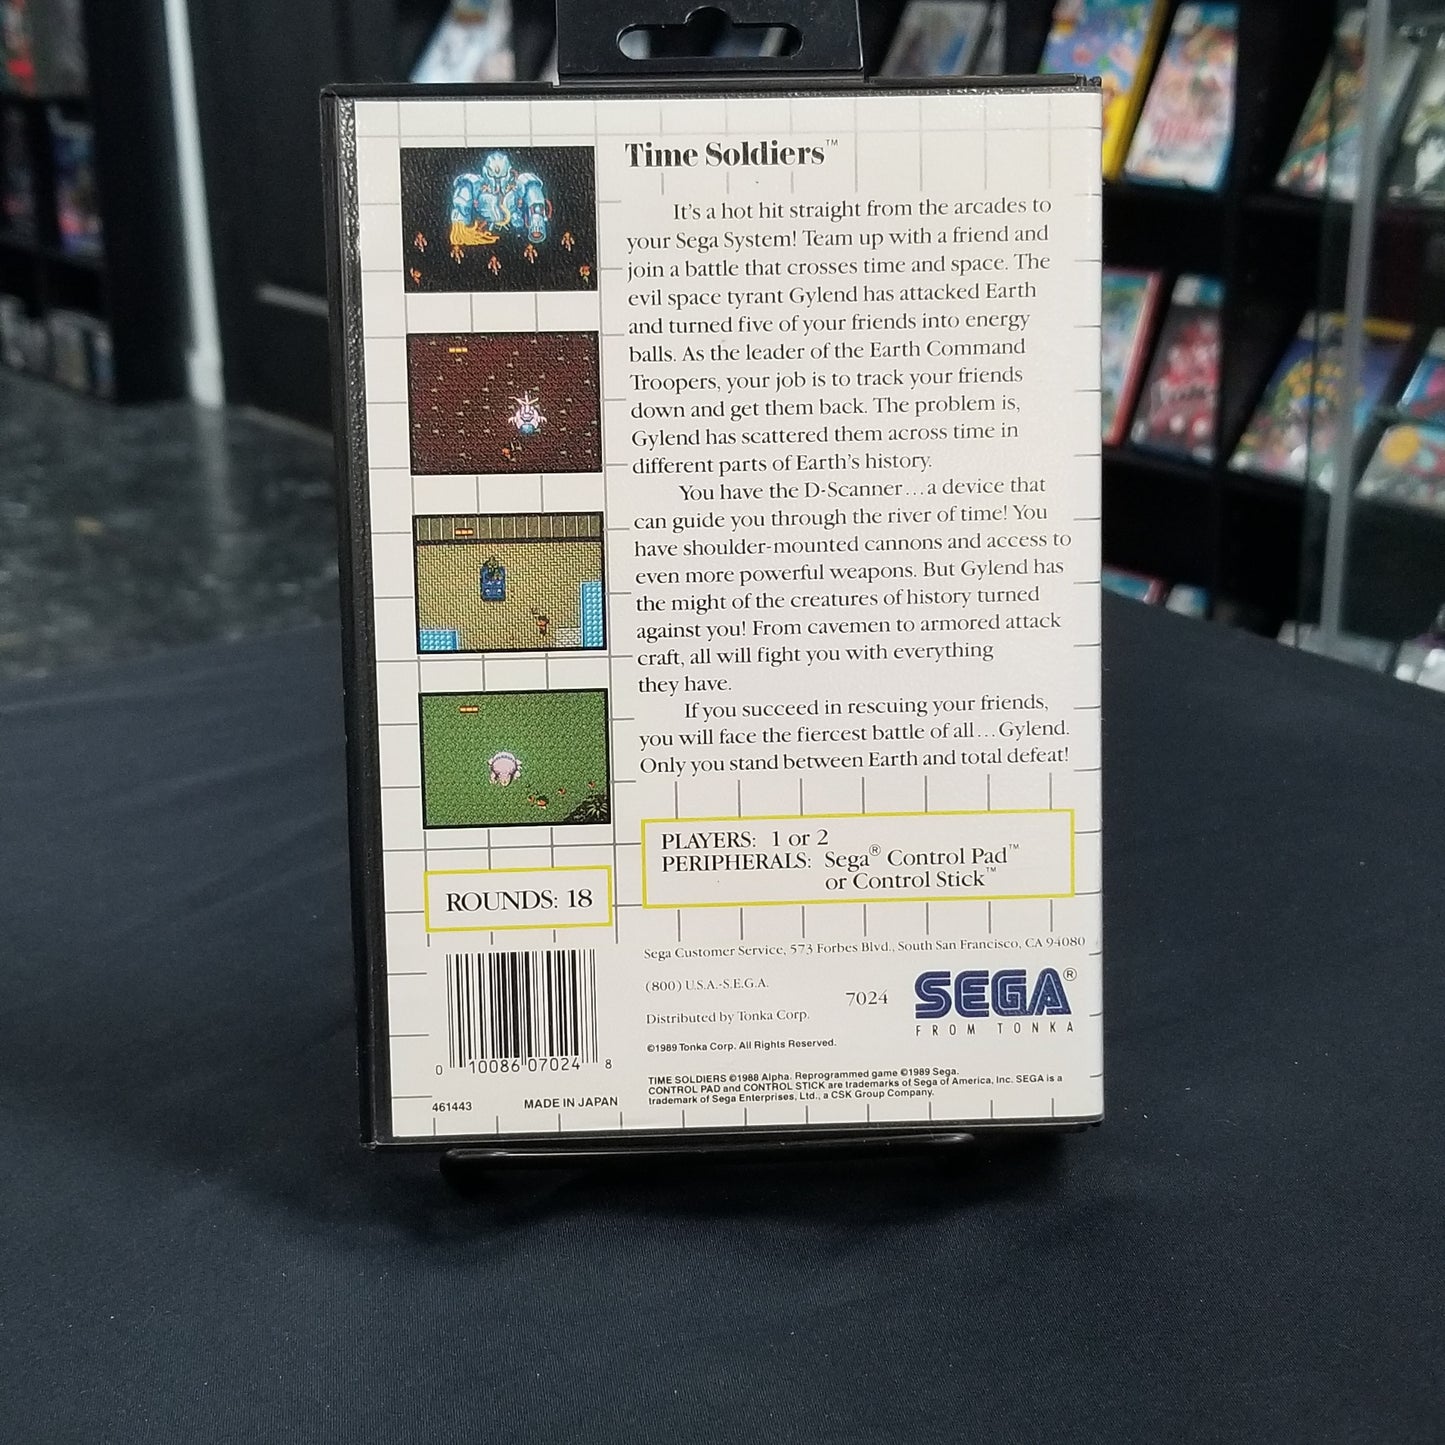 Time Soldiers™
It's a hot hit straight from the arcades to
your Sega System! Team up with a friend and
join a battle that crosses time and space. The
evil space tyrant Gylend has attacked Earth
and turned five of your friends into energy
balls. As the leader of the Earth Command
Troopers, your job is to track your friends
down and get them back. The problem is,
Gylend has scattered them across time in
different parts of Earth's history.
You have the D-Scanner...a device that
can guide you through the river of time! You
have shoulder-mounted cannons and access to
even more powerful weapons. But Gylend has
the might of the creatures of history turned
against you! From cavemen to armored attack
craft, all will fight you with everything
they have.
If you succeed in rescuing your friends,
you will face the fiercest battle of all...Gylend.
Only you stand between Earth and total defeat!
PLAYERS: 1 or 2
PERIPHERALS: Sega® Control Pad™
or Control Stick™
ROUNDS: 18
Sega Customer Service, 573 Forbes Blvd., South San Francisco, CA 94080
(800) U.S.A.-S.E.G.A.
7024
SEGA®
FROM TONKA
Distributed by Tonka Corp.
©1989 Tonka Corp. All Rights Reserved.
TIME SOLDIERS ©1988 Alpha. Reprogrammed game ©1989 Sega.
CONTROL PAD and CONTROL STICK are trademarks of Sega of America, Inc. SEGA is a
trademark of Sega Enterprises, Ltd., a CSK Group Company.
0 10086 07024 8
461443 MADE IN JAPAN